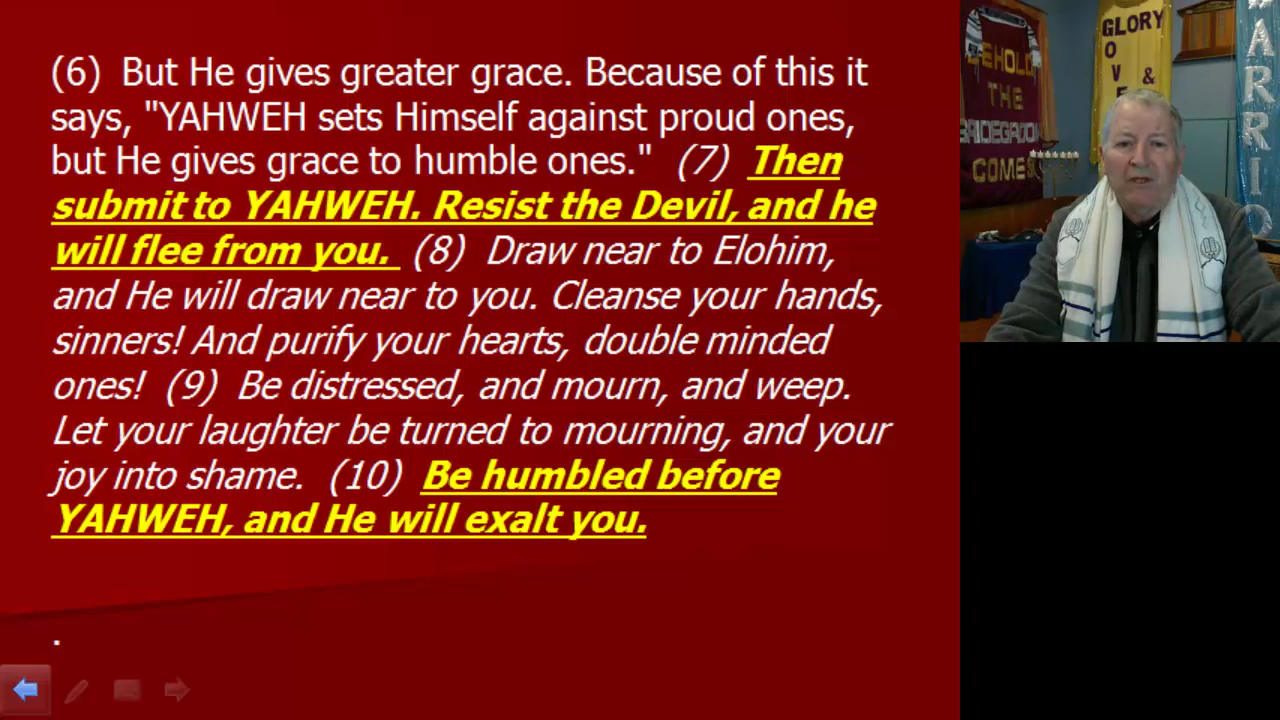 (6) But He gives greater grace. Because of this it
says, "YAHWEH sets Himself against proud ones,
but He gives grace to humble ones." (7) Then
submit to YAHWEH. Resist the Devil, and he
will flee from you. (8) Draw near to Elohim,
and He will draw near to you. Cleanse your hands,
sinners! And purify your hearts, double minded
ones! (9) Be distressed, and mourn, and weep.
Let your laughter be turned to mourning, and your
joy into shame. (10) Be humbled before
YAHWEH, and He will exalt you.
.
EHOLD
THE
COMES
GLORY
&
ARRIO